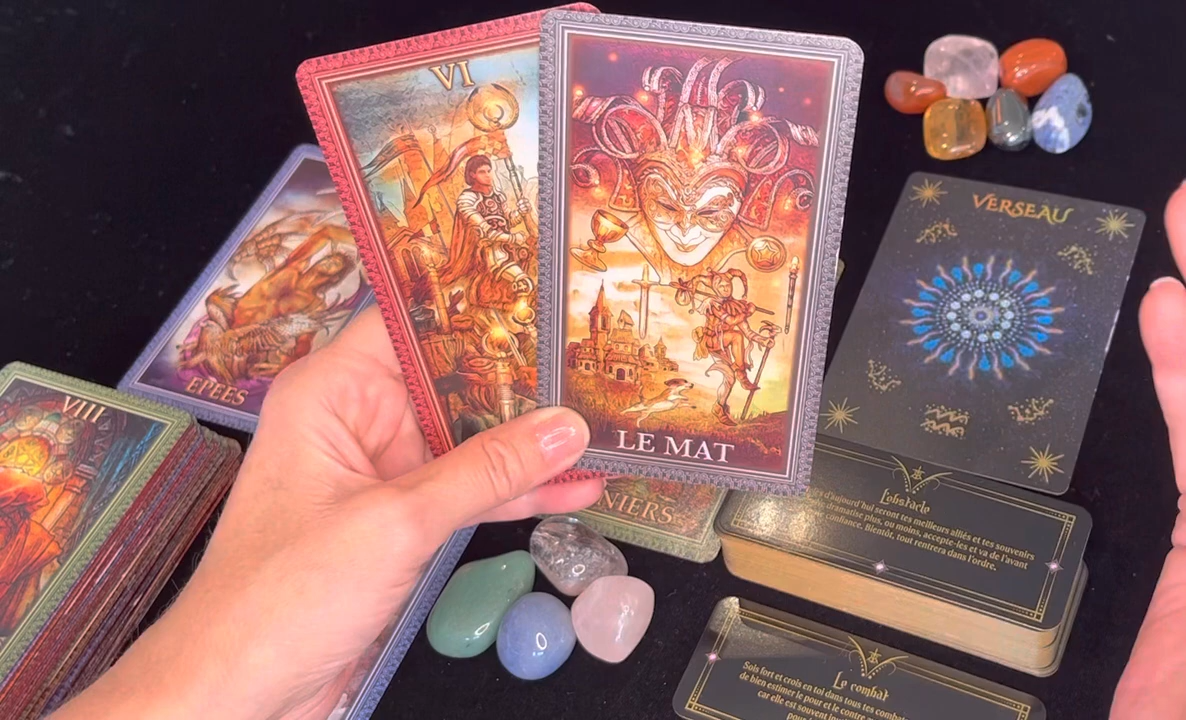 VI
LE MAT
VERSEAU
EPEES
VIII
NIERS
L'obstacle
d'aujourd'hui seront tes meilleurs alliés et tes souvenirs
dramatise plus, ou moins, accepte-les et va de l'avant
confiance. Bientôt, tout rentrera dans l'ordre.
Le combat
Sois fort et crois en toi dans tous tes combats
de bien estimer le pour et le contre
car elle est souvent